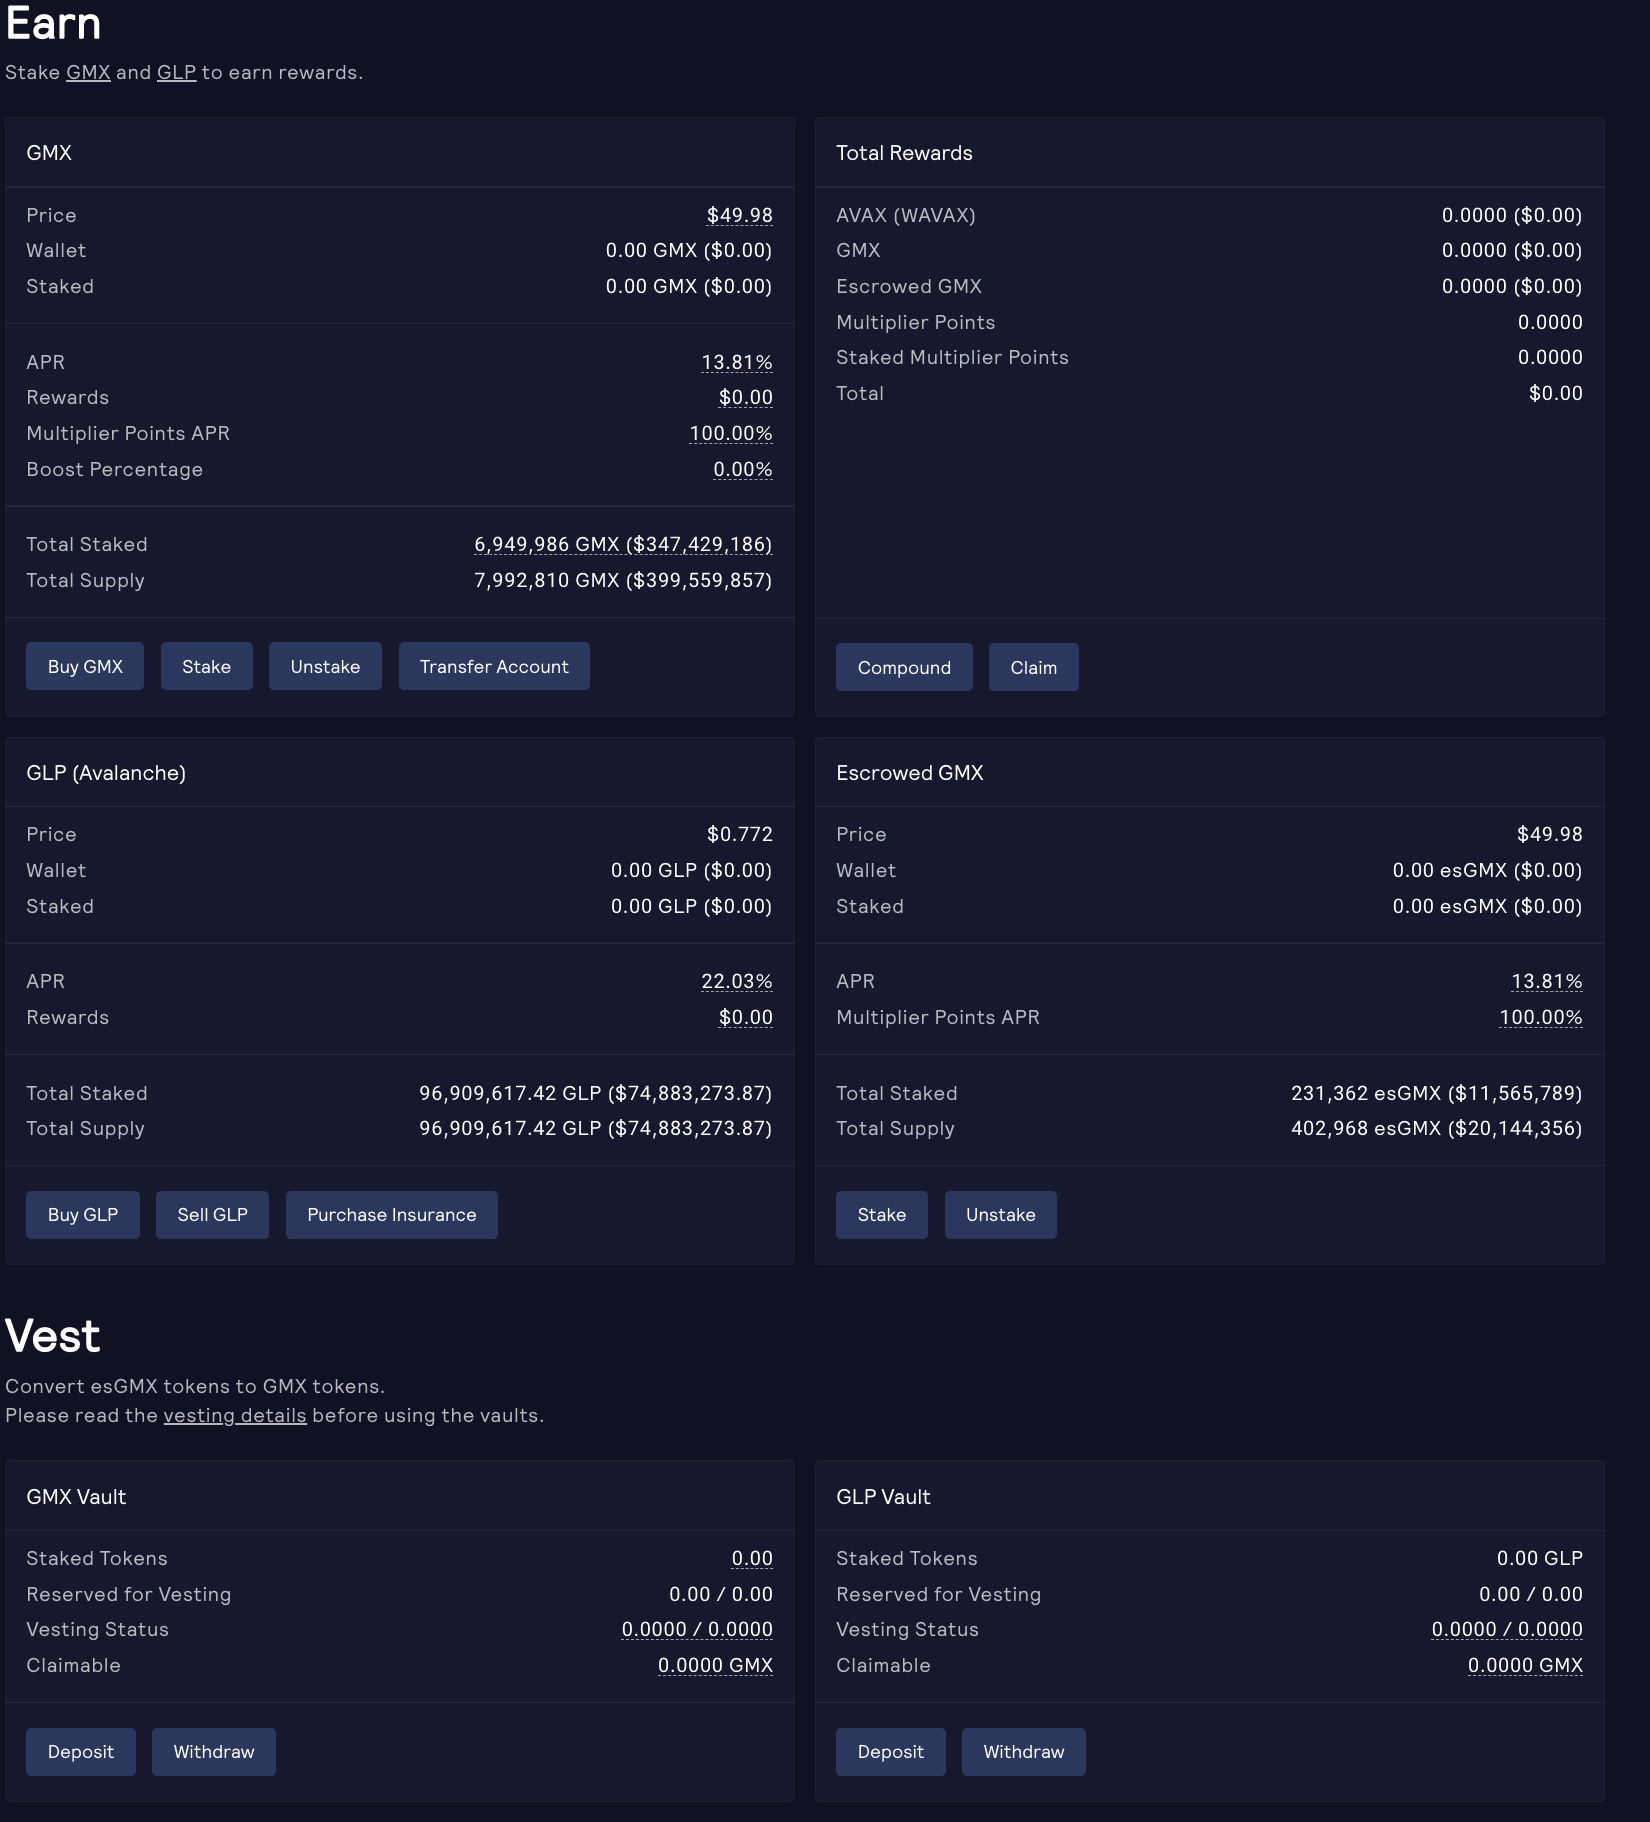 Earn
Stake GMX and GLP to earn rewards.
GMX
Price $49.98
Wallet 0.00 GMX ($0.00)
Staked 0.00 GMX ($0.00)
APR 13.81%
Rewards $0.00
Multiplier Points APR 100.00%
Boost Percentage 0.00%
Total Staked 6,949,986 GMX ($347,429,186)
Total Supply 7,992,810 GMX ($399,559,857)
Buy GMX Stake Unstake Transfer Account
Total Rewards
AVAX (WAVAX) 0.0000 ($0.00)
GMX 0.0000 ($0.00)
Escrowed GMX 0.0000 ($0.00)
Multiplier Points 0.0000
Staked Multiplier Points 0.0000
Total $0.00
Compound Claim
GLP (Avalanche)
Price $0.772
Wallet 0.00 GLP ($0.00)
Staked 0.00 GLP ($0.00)
APR 22.03%
Rewards $0.00
Total Staked 96,909,617.42 GLP ($74,883,273.87)
Total Supply 96,909,617.42 GLP ($74,883,273.87)
Buy GLP Sell GLP Purchase Insurance
Escrowed GMX
Price $49.98
Wallet 0.00 esGMX ($0.00)
Staked 0.00 esGMX ($0.00)
APR 13.81%
Multiplier Points APR 100.00%
Total Staked 231,362 esGMX ($11,565,789)
Total Supply 402,968 esGMX ($20,144,356)
Stake Unstake
Vest
Convert esGMX tokens to GMX tokens.
Please read the vesting details before using the vaults.
GMX Vault
Staked Tokens 0.00
Reserved for Vesting 0.00 / 0.00
Vesting Status 0.0000 / 0.0000
Claimable 0.0000 GMX
Deposit Withdraw
GLP Vault
Staked Tokens 0.00 GLP
Reserved for Vesting 0.00 / 0.00
Vesting Status 0.0000 / 0.0000
Claimable 0.0000 GMX
Deposit Withdraw